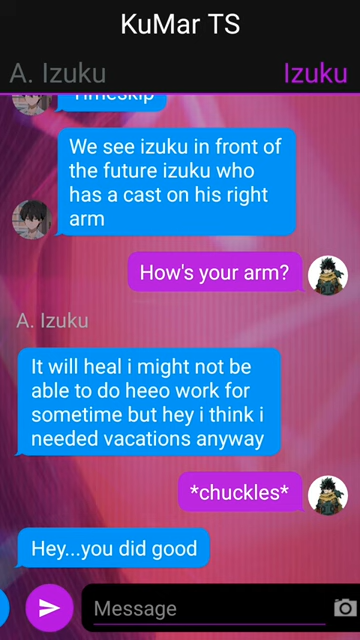 KuMar TS
A. Izuku
Izuku
Timeskip
We see izuku in front of
the future izuku who
has a cast on his right
arm
How's your arm?
A. Izuku
It will heal i might not be
able to do heeo work for
sometime but hey i think i
needed vacations anyway
*chuckles*
Hey...you did good
Message